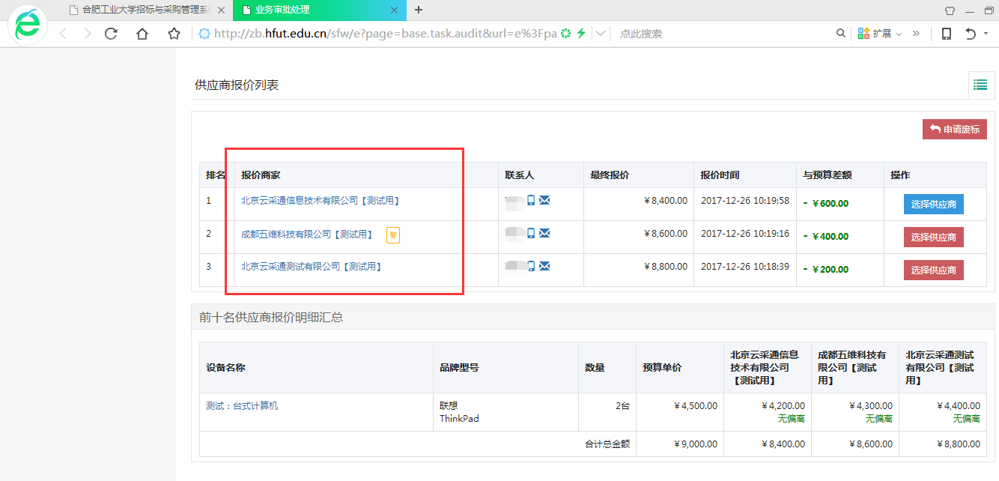 合肥工业大学招标与采购管理系
业务审批处理
http://zb.hfut.edu.cn/sfw/e?page=base.task.audit&url=e%3Fpa
点此搜索
扩展
供应商报价列表
申请废标
排名 报价商家 联系人 最终报价 报价时间 与预算差额 操作
1 北京云采通信息技术有限公司【测试用】 ￥8,400.00 2017-12-26 10:19:58 - ￥600.00 选择供应商
2 成都五维科技有限公司【测试用】 警 ￥8,600.00 2017-12-26 10:19:16 - ￥400.00 选择供应商
3 北京云采通测试有限公司【测试用】 ￥8,800.00 2017-12-26 10:18:39 - ￥200.00 选择供应商
前十名供应商报价明细汇总
设备名称 品牌型号 数量 预算单价
北京云采通信息
技术有限公司
【测试用】
成都五维科技有
限公司【测试
用】
北京云采通测试
有限公司【测试
用】
测试：台式计算机 联想 2台 ￥4,500.00 ￥4,200.00 ￥4,300.00 ￥4,400.00
ThinkPad 无偏离 无偏离 无偏离
合计总金额 ￥9,000.00 ￥8,400.00 ￥8,600.00 ￥8,800.00